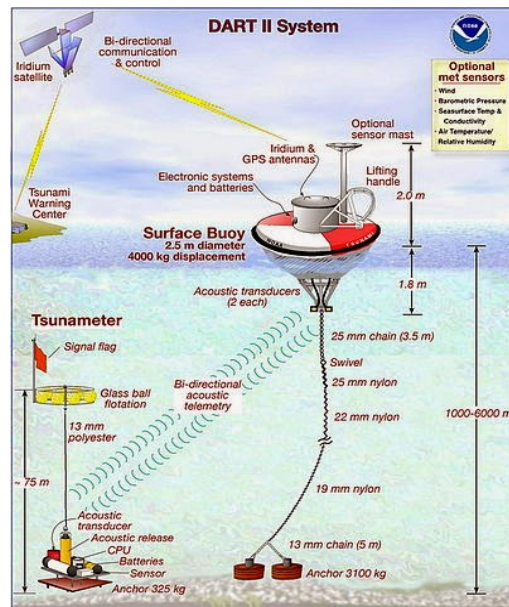 DART II System
Iridium
satellite
Bi-directional
communication
& control
NOAA
Optional
met sensors
• Wind
• Barometric Pressure
• Seasurface Temp &
Conductivity
• Air Temperature/
Relative Humidity
Optional
sensor mast
Iridium &
GPS antennas
Lifting
handle
Electronic systems
and batteries
2.0 m
Tsunami
Warning
Center
Surface Buoy
2.5 m diameter
4000 kg displacement
NOAA
TSUNAMI
1.8 m
Acoustic transducers
(2 each)
Tsunameter
Signal flag
25 mm chain (3.5 m)
Swivel
25 mm nylon
Glass ball
flotation
Bi-directional
acoustic
telemetry
22 mm nylon
1000-6000 m
13 mm
polyester
~ 75 m
19 mm nylon
Acoustic
transducer
Acoustic release
CPU
Batteries
Sensor
Anchor 325 kg
13 mm chain (5 m)
Anchor 3100 kg